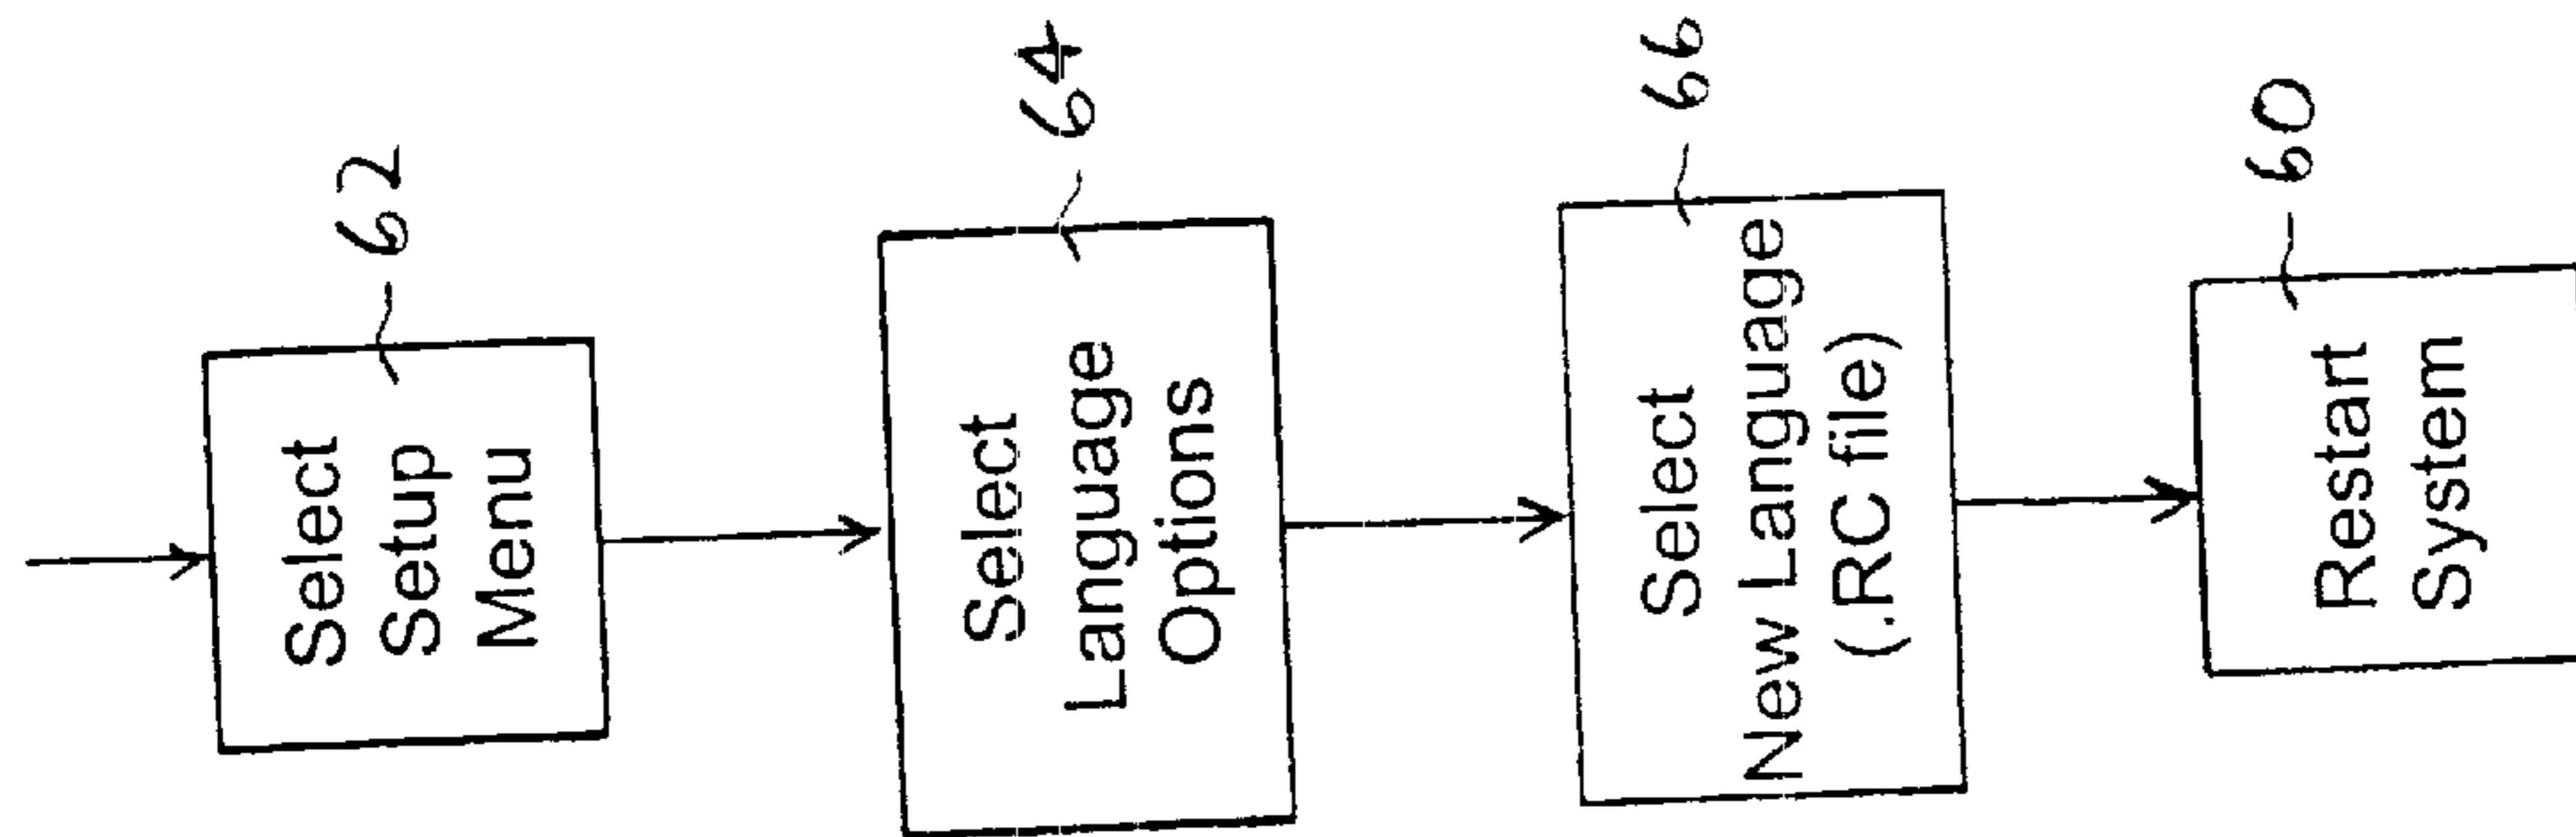 62
Select
Setup
Menu
64
Select
Language
Options
66
Select
New Language
(.RC file)
60
Restart
System